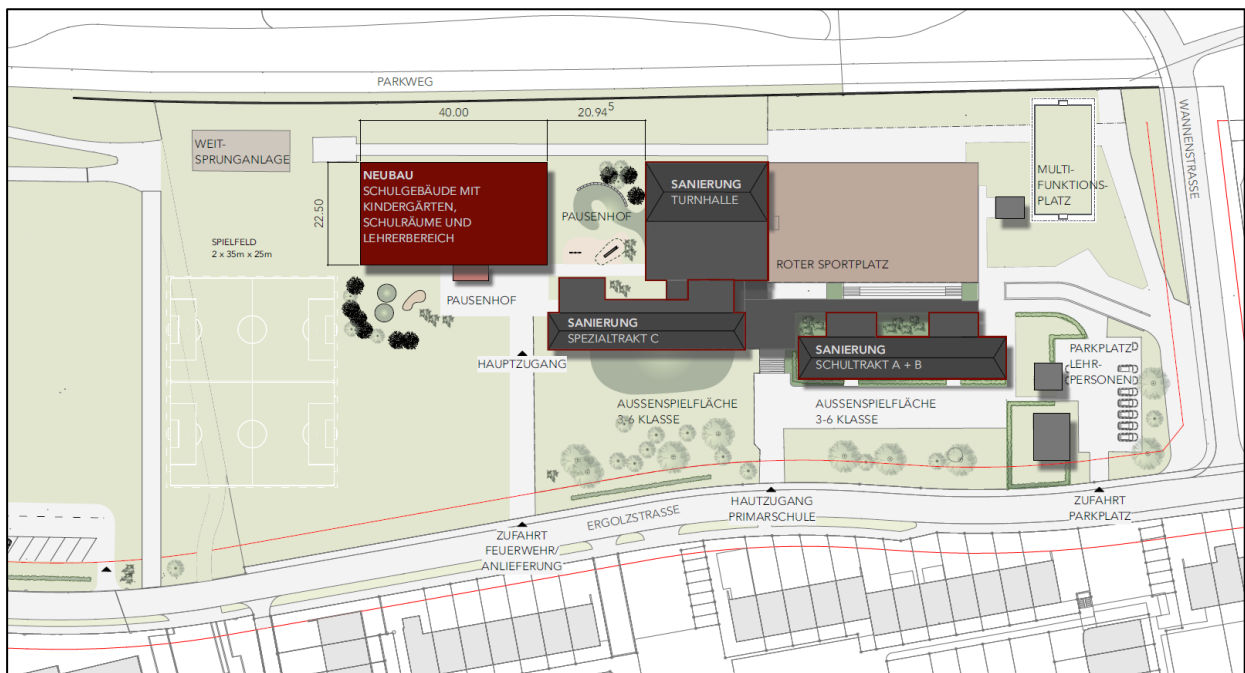 PARKWEG
40.00
20.94⁵
WANNENSTRASSE
WEIT-
SPRUNGANLAGE
NEUBAU
SCHULGEBÄUDE MIT
KINDERGÄRTEN,
SCHULRÄUME UND
LEHRERBEREICH
22.50
SANIERUNG
TURNHALLE
MULTI-
FUNKTIONS-
PLATZ
PAUSENHOF
SPIELFELD
2 x 35m x 25m
ROTER SPORTPLATZ
PAUSENHOF
SANIERUNG
SPEZIALTRAKT C
SANIERUNG
SCHULTRAKT A + B
PARKPLATZ
LEHR-
PERSONEN
HAUPTZUGANG
AUSSENSPIELFLÄCHE
3-6 KLASSE
AUSSENSPIELFLÄCHE
3-6 KLASSE
HAUTZUGANG
PRIMARSCHULE
ZUFAHRT
PARKPLATZ
ERGOLZSTRASSE
ZUFAHRT
FEUERWEHR/
ANLIEFERUNG